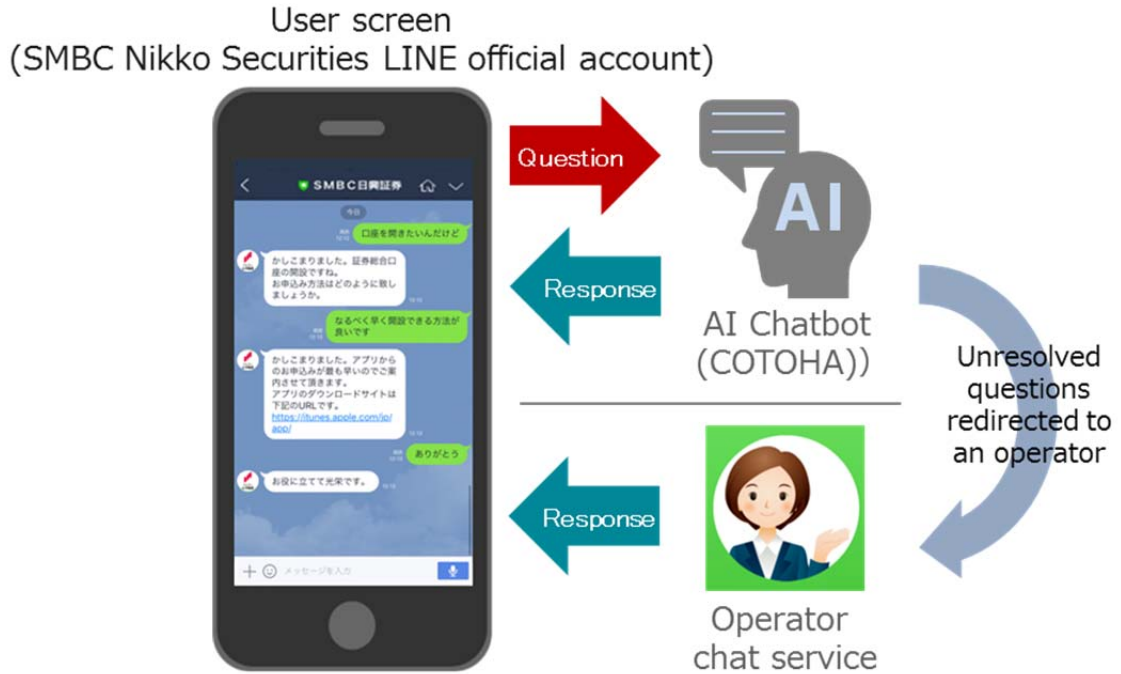 User screen
(SMBC Nikko Securities LINE official account)
SMBC日興証券
今日
口座を開きたいんだけど
かしこまりました。証券総合口
座の開設ですね。
お申込み方法はどのように致し
ましょうか。
なるべく早く開設できる方法が
良いです
かしこまりました。アプリから
のお申込みが最も早いのでご案
内させて頂きます。
アプリのダウンロードサイトは
下記のURLです。
https://itunes.apple.com/jp/
app/
ありがとう
お役に立てて光栄です。
メッセージを入力
Question
Response
AI
AI Chatbot
(COTOHA))
Unresolved
questions
redirected to
an operator
Response
Operator
chat service